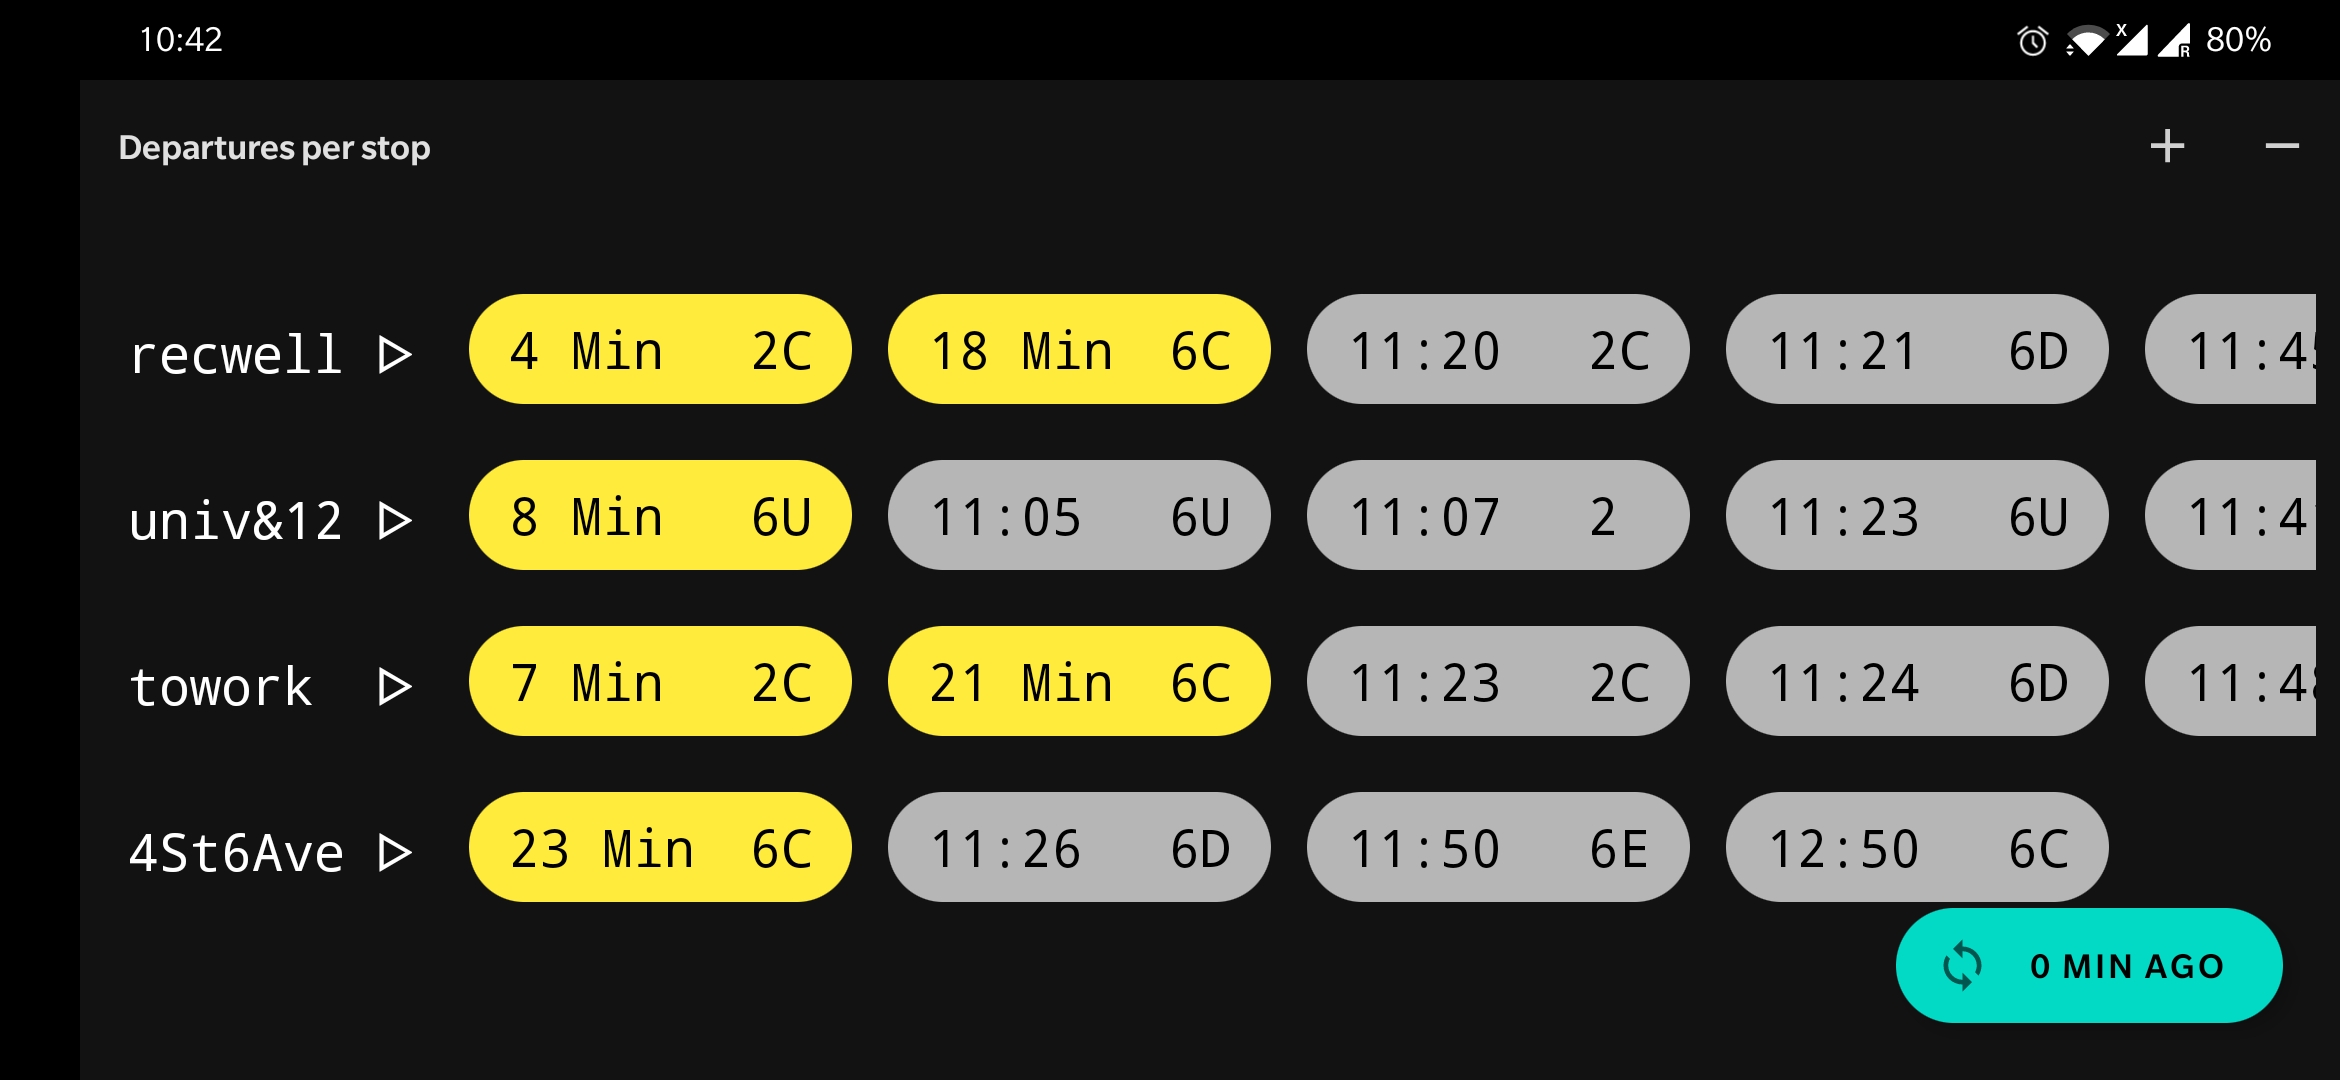 10:42 X R 80%
Departures per stop + −
recwell 4 Min 2C 18 Min 6C 11:20 2C 11:21 6D
univ&12 8 Min 6U 11:05 6U 11:07 2 11:23 6U
towork 7 Min 2C 21 Min 6C 11:23 2C 11:24 6D
4St6Ave 23 Min 6C 11:26 6D 11:50 6E 12:50 6C
0 MIN AGO